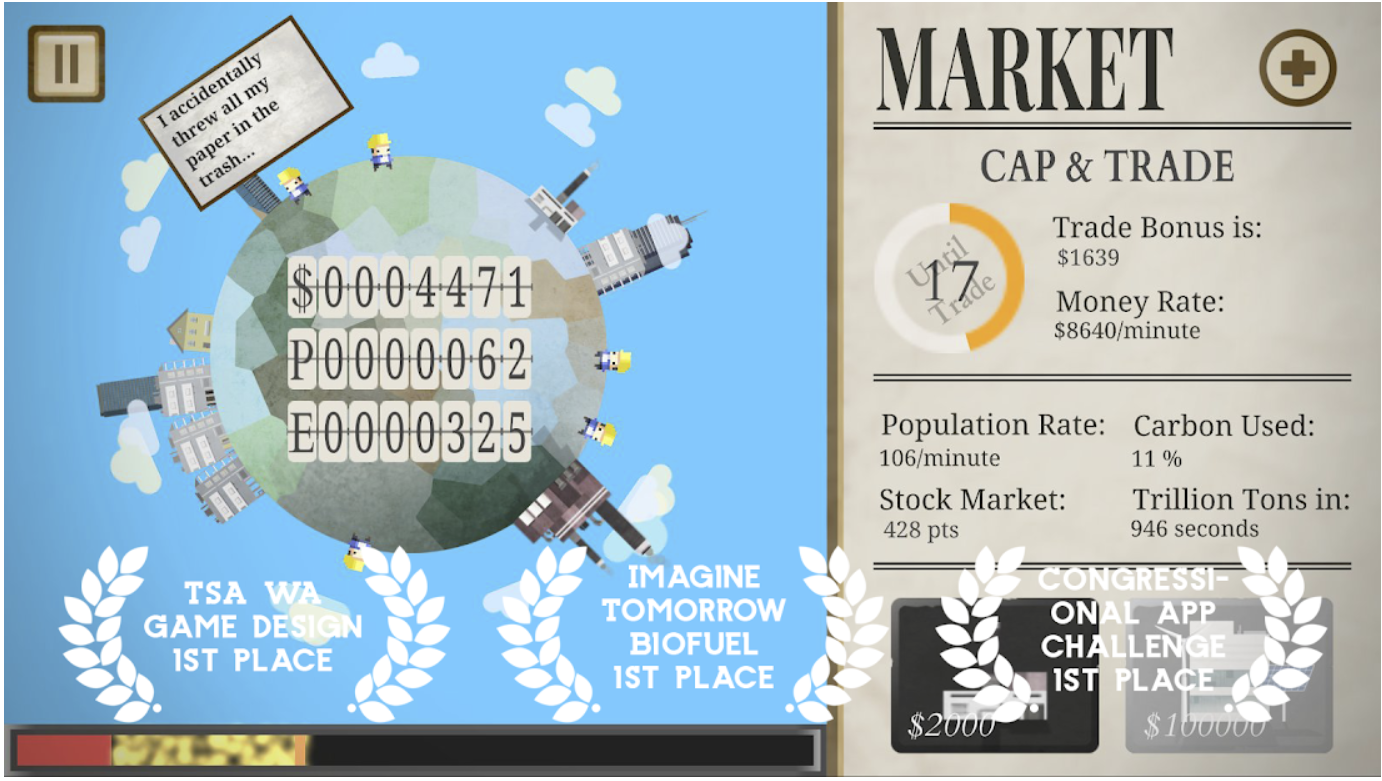 I accidentally
threw all my
paper in the
trash...
$0004471
P0000062
E0000325
MARKET
CAP & TRADE
Until
17
Trade
Trade Bonus is:
$1639
Money Rate:
$8640/minute
Population Rate:
106/minute
Carbon Used:
11 %
Stock Market:
428 pts
Trillion Tons in:
946 seconds
TSA WA
GAME DESIGN
1ST PLACE
IMAGINE
TOMORROW
BIOFUEL
1ST PLACE
CONGRESSI-
ONAL APP
CHALLENGE
1ST PLACE
$2000
$100000